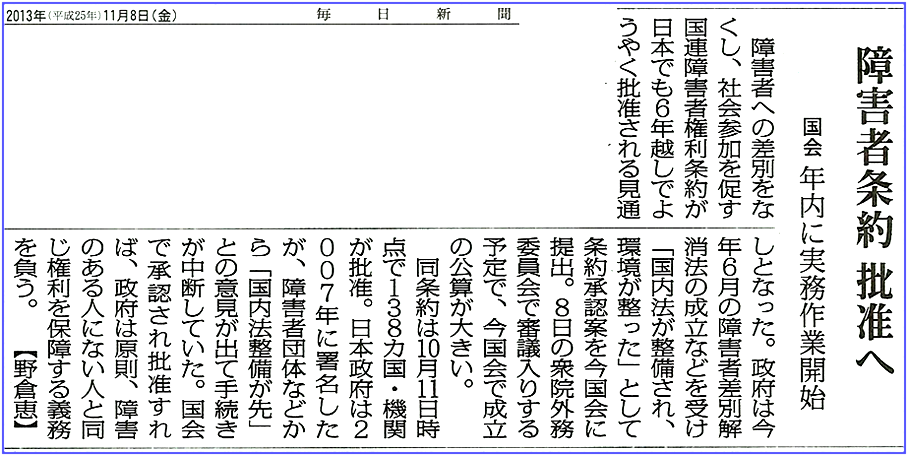 2013年(平成25年)11月8日(金)
毎日新聞
障害者条約 批准へ
国会 年内に実務作業開始
障害者への差別をな
くし、社会参加を促す
国連障害者権利条約が
日本でも6年越しでよ
うやく批准される見通
しとなった。政府は今
年6月の障害者差別解
消法の成立などを受け
「国内法が整備され、
環境が整った」として
条約承認案を今国会に
提出。8日の衆院外務
委員会で審議入りする
予定で、今国会で成立
の公算が大きい。
同条約は10月11日時
点で138カ国・機関
が批准。日本政府は2
007年に署名した
が、障害者団体などか
ら「国内法整備が先」
との意見が出て手続き
が中断していた。国会
で承認され批准すれ
ば、政府は原則、障害
のある人にない人と同
じ権利を保障する義務
を負う。【野倉恵】